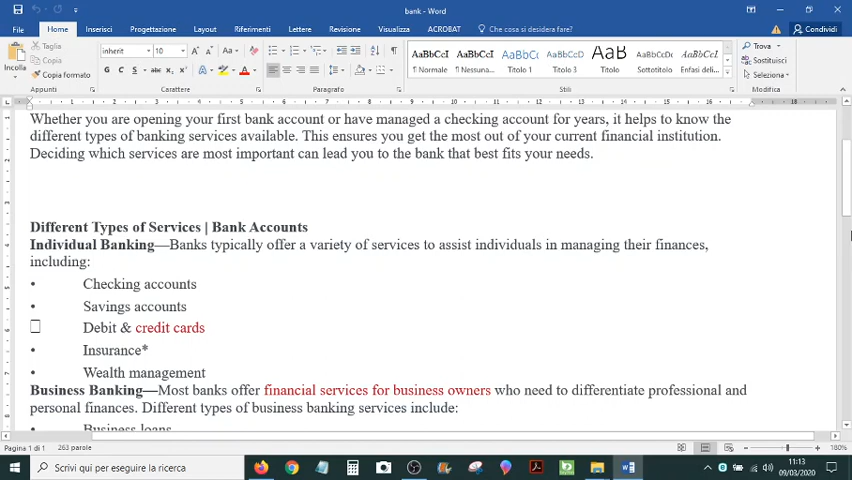 bank - Word
File Home Inserisci Progettazione Layout Riferimenti Lettere Revisione Visualizza ACROBAT Che cosa si desidera fare? Condividi
Incolla
Taglia
Copia
Copia formato
inherit 10
G C S abc x₂ x²
AaBbCcI AaBbCcI AaBbCc AaBbCcD AaB AaBbCcI AaBbCcI
¶ Normale ¶ Nessuna... Titolo 1 Titolo 3 Titolo Sottotitolo Enfasi deli...
Trova
Sostituisci
Seleziona
Appunti Carattere Paragrafo Stili Modifica
Whether you are opening your first bank account or have managed a checking account for years, it helps to know the
different types of banking services available. This ensures you get the most out of your current financial institution.
Deciding which services are most important can lead you to the bank that best fits your needs.
Different Types of Services | Bank Accounts
Individual Banking—Banks typically offer a variety of services to assist individuals in managing their finances,
including:
• Checking accounts
• Savings accounts
Debit & credit cards
• Insurance*
• Wealth management
Business Banking—Most banks offer financial services for business owners who need to differentiate professional and
personal finances. Different types of business banking services include:
• Business loans
Pagina 1 di 1 263 parole 180%
Scrivi qui per eseguire la ricerca
11:13
09/03/2020